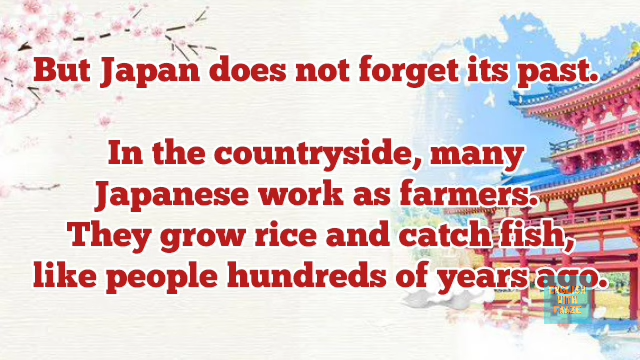 But Japan does not forget its past.
In the countryside, many
Japanese work as farmers.
They grow rice and catch fish,
like people hundreds of years ago.